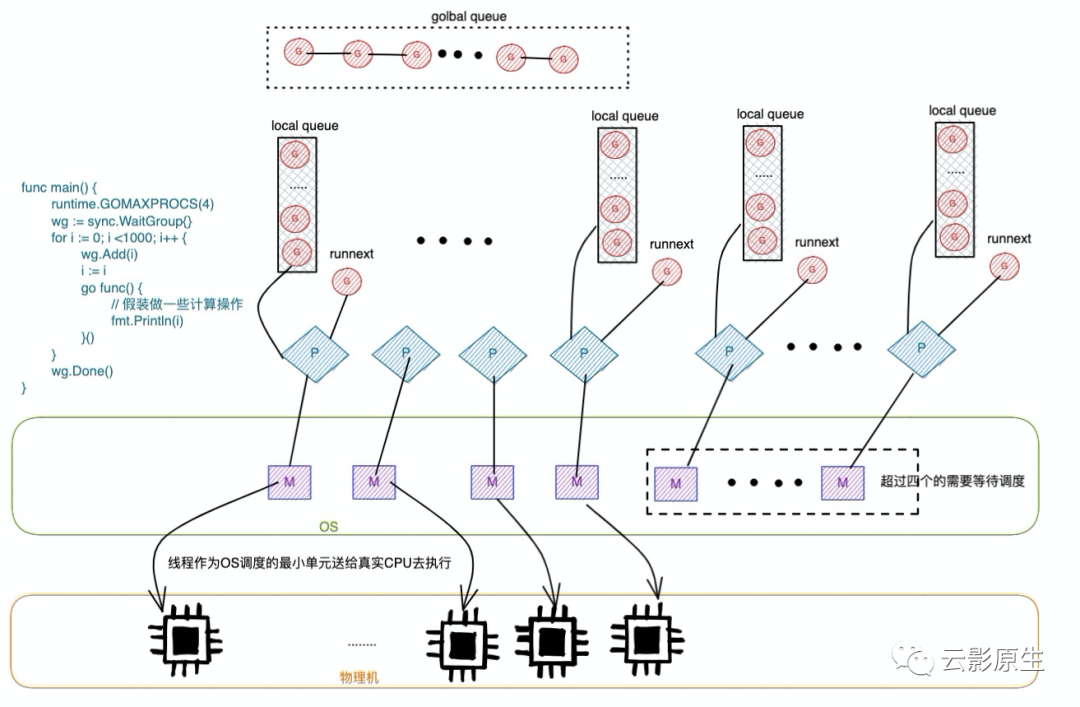 golbal queue
G G G G G
local queue
local queue
local queue
local queue
G G G G
..... ..... ..... .....
G G G G
G G G G
runnext
runnext
runnext
runnext
G G G G
func main() {
runtime.GOMAXPROCS(4)
wg := sync.WaitGroup{}
for i := 0; i <1000; i++ {
wg.Add(i)
i := i
go func() {
// 假装做一些计算操作
fmt.Println(i)
}()
}
wg.Done()
}
P P P P P P
M M M M M M
超过四个的需要等待调度
OS
线程作为OS调度的最小单元送给真实CPU去执行
........
物理机
云影原生